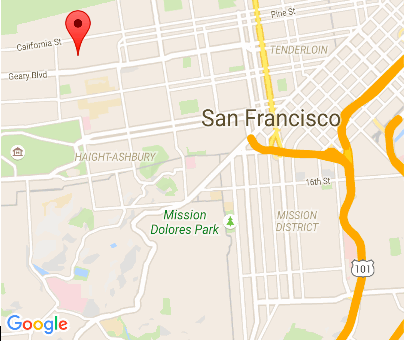 Pine St
California St
TENDERLOIN
Geary Blvd
San Francisco
HAIGHT-ASHBURY
16th St
Mission
Dolores Park
MISSION
DISTRICT
101
Google